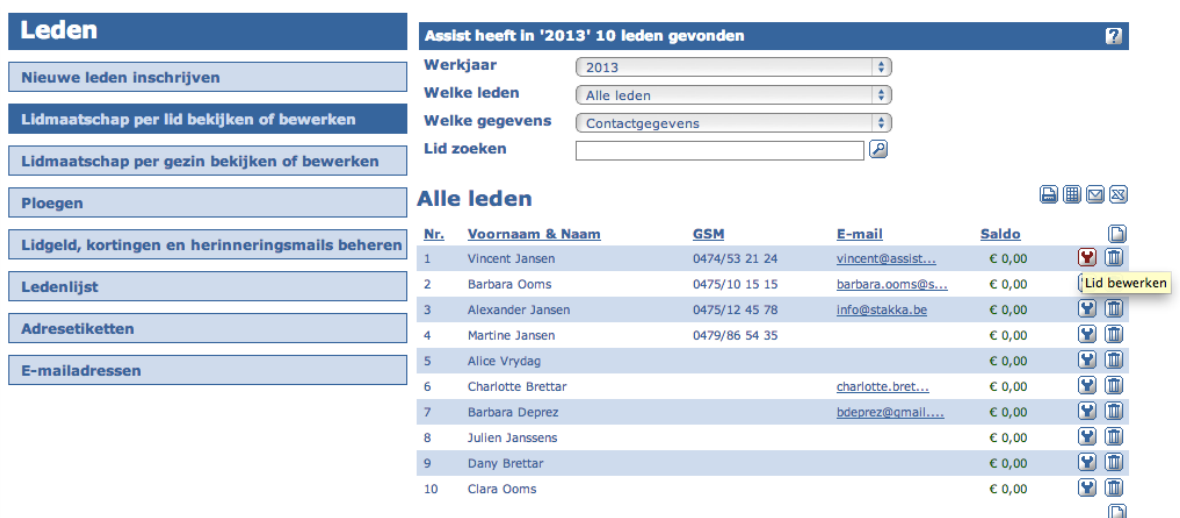 Leden
Nieuwe leden inschrijven
Lidmaatschap per lid bekijken of bewerken
Lidmaatschap per gezin bekijken of bewerken
Ploegen
Lidgeld, kortingen en herinneringsmails beheren
Ledenlijst
Adresetiketten
E-mailadressen
Assist heeft in '2013' 10 leden gevonden ?
Werkjaar 2013
Welke leden Alle leden
Welke gegevens Contactgegevens
Lid zoeken
Alle leden
Nr. Voornaam & Naam GSM E-mail Saldo
1 Vincent Jansen 0474/53 21 24 vincent@assist... € 0,00
2 Barbara Ooms 0475/10 15 15 barbara.ooms@s... € 0,00
Lid bewerken
3 Alexander Jansen 0475/12 45 78 info@stakka.be € 0,00
4 Martine Jansen 0479/86 54 35 € 0,00
5 Alice Vrydag € 0,00
6 Charlotte Brettar charlotte.bret... € 0,00
7 Barbara Deprez bdeprez@gmail.... € 0,00
8 Julien Janssens € 0,00
9 Dany Brettar € 0,00
10 Clara Ooms € 0,00